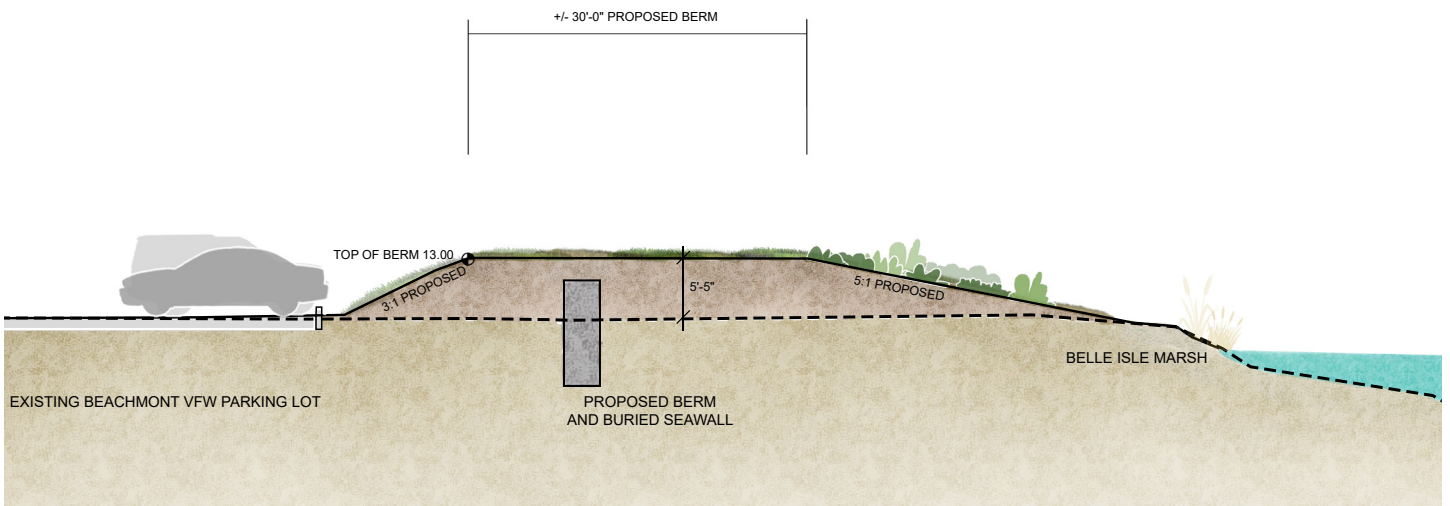 +/- 30'-0" PROPOSED BERM
TOP OF BERM 13.00
3:1 PROPOSED
5'-5"
5:1 PROPOSED
BELLE ISLE MARSH
EXISTING BEACHMONT VFW PARKING LOT
PROPOSED BERM
AND BURIED SEAWALL